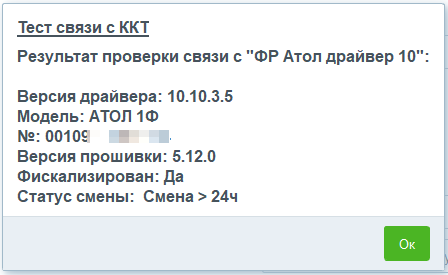 Тест связи с ККТ
Результат проверки связи с "ФР Атол драйвер 10":
Версия драйвера: 10.10.3.5
Модель: АТОЛ 1Ф
№: 00109
Версия прошивки: 5.12.0
Фискализирован: Да
Статус смены: Смена > 24ч
Ок